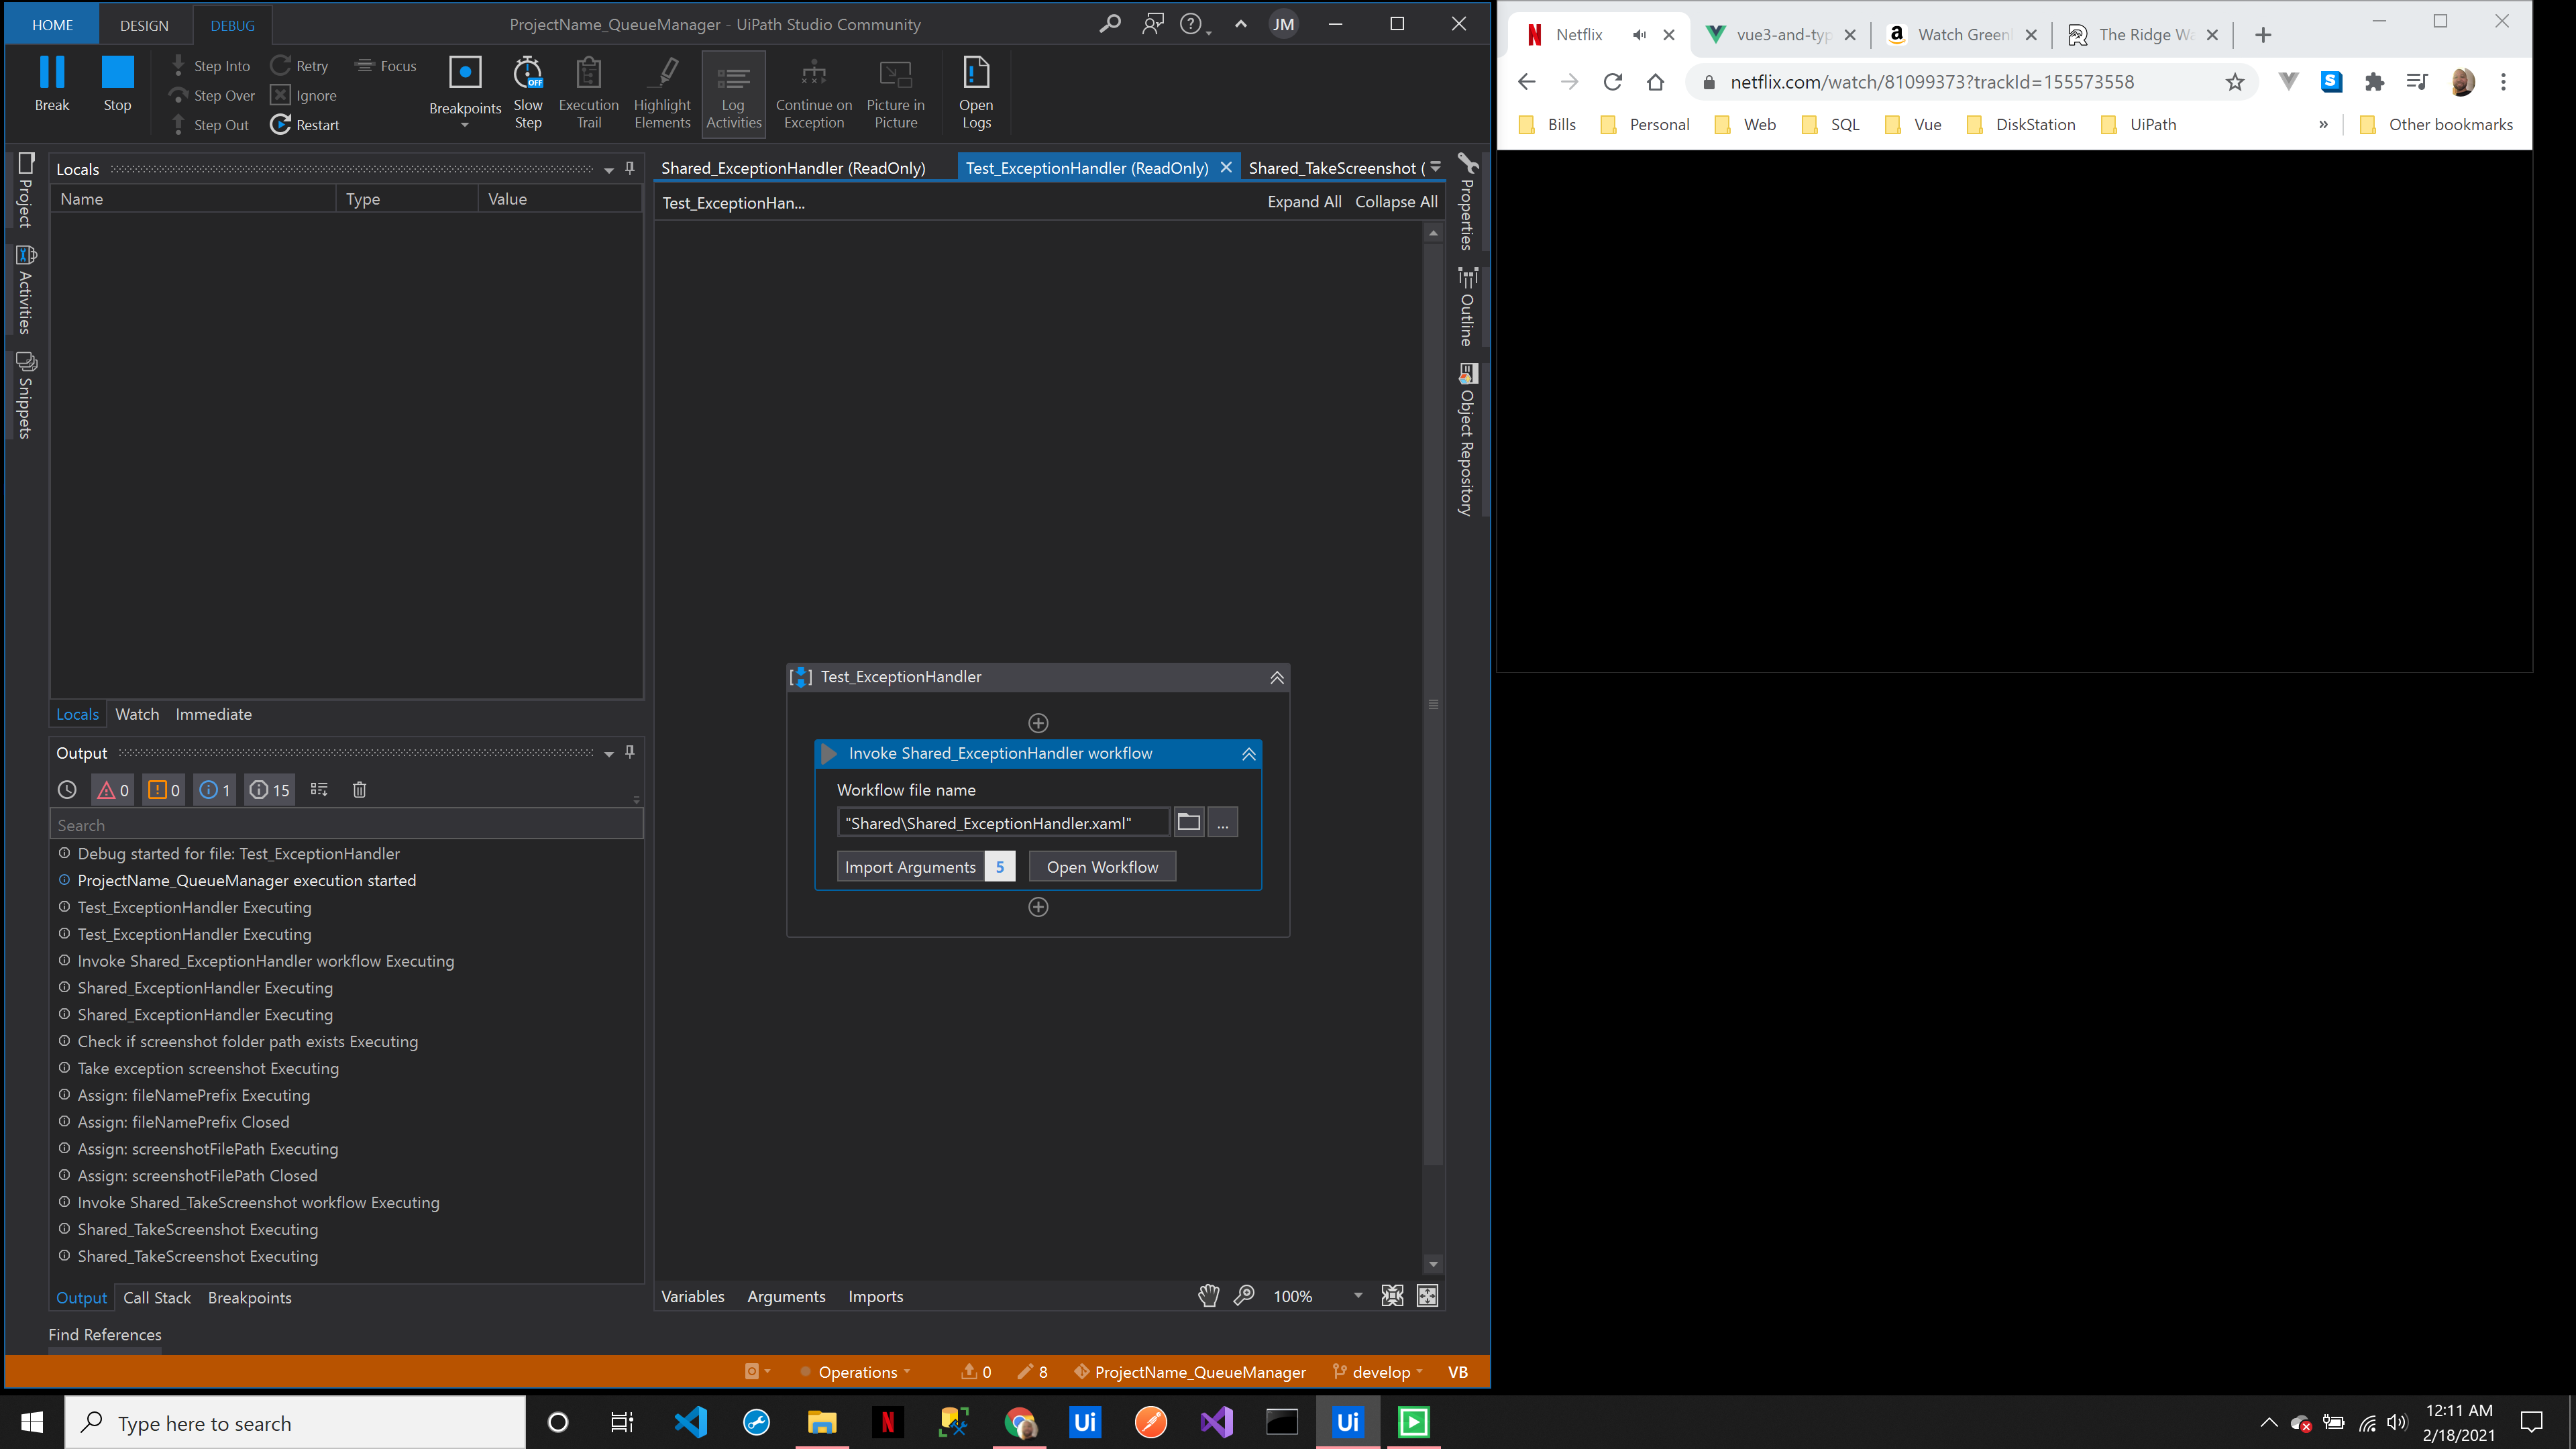 HOME
DESIGN
DEBUG
ProjectName_QueueManager - UiPath Studio Community
JM
Break
Stop
Step Into
Step Over
Step Out
Retry
Ignore
Restart
Focus
Breakpoints
OFF
Slow
Step
Execution
Trail
Highlight
Elements
Log
Activities
Continue on
Exception
Picture in
Picture
Open
Logs
Project
Activities
Snippets
Locals
Name
Type
Value
Locals
Watch
Immediate
Output
0
0
1
15
Search
Debug started for file: Test_ExceptionHandler
ProjectName_QueueManager execution started
Test_ExceptionHandler Executing
Test_ExceptionHandler Executing
Invoke Shared_ExceptionHandler workflow Executing
Shared_ExceptionHandler Executing
Shared_ExceptionHandler Executing
Check if screenshot folder path exists Executing
Take exception screenshot Executing
Assign: fileNamePrefix Executing
Assign: fileNamePrefix Closed
Assign: screenshotFilePath Executing
Assign: screenshotFilePath Closed
Invoke Shared_TakeScreenshot workflow Executing
Shared_TakeScreenshot Executing
Shared_TakeScreenshot Executing
Output
Call Stack
Breakpoints
Find References
Shared_ExceptionHandler (ReadOnly)
Test_ExceptionHandler (ReadOnly)
Shared_TakeScreenshot (
Test_ExceptionHan...
Expand All
Collapse All
Test_ExceptionHandler
Invoke Shared_ExceptionHandler workflow
Workflow file name
"Shared\Shared_ExceptionHandler.xaml"
...
Import Arguments
5
Open Workflow
Variables
Arguments
Imports
100%
Properties
Outline
Object Repository
Operations
0
8
ProjectName_QueueManager
develop
VB
Netflix
vue3-and-typ
Watch Green
The Ridge Wa
netflix.com/watch/81099373?trackId=155573558
Bills
Personal
Web
SQL
Vue
DiskStation
UiPath
»
Other bookmarks
Type here to search
Ui
Ui
12:11 AM
2/18/2021